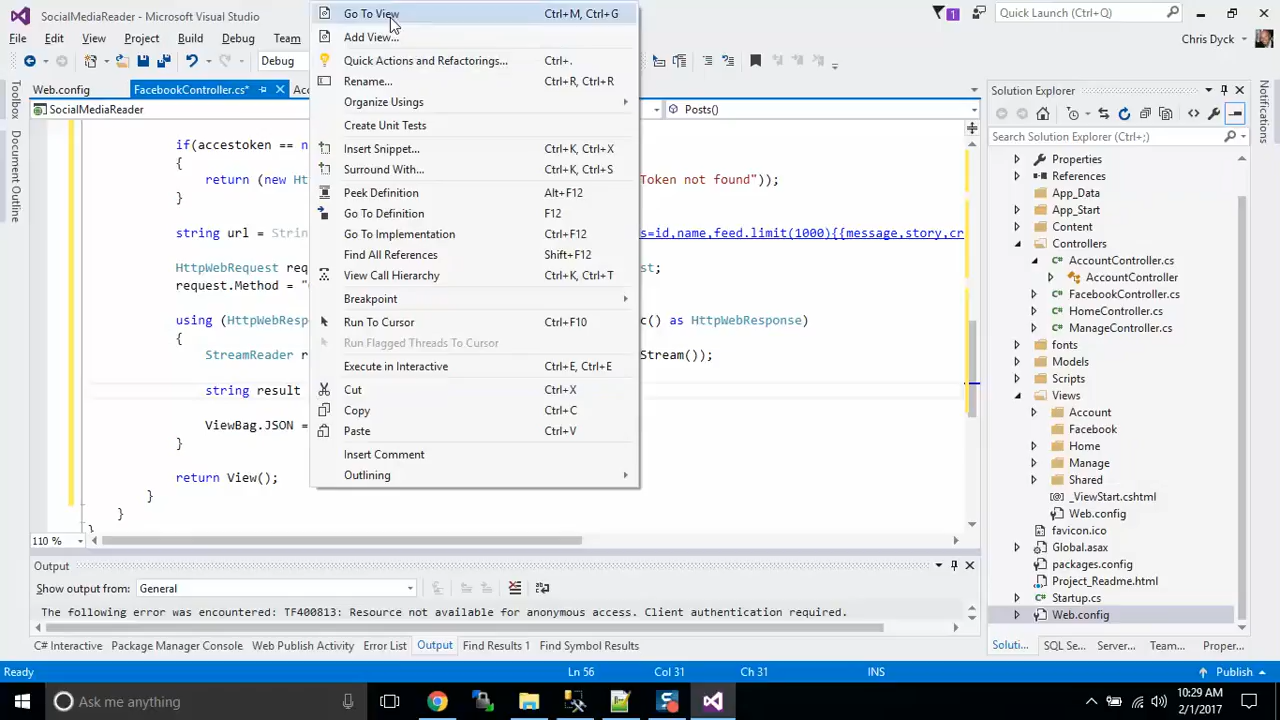 SocialMediaReader - Microsoft Visual Studio
Go To View Ctrl+M, Ctrl+G
1
Quick Launch (Ctrl+Q)
File Edit View Project Build Debug Team
Add View...
Chris Dyck
Debug
Quick Actions and Refactorings... Ctrl+.
Rename... Ctrl+R, Ctrl+R
Web.config FacebookController.cs*
Solution Explorer
Organize Usings
SocialMediaReader
Posts()
Create Unit Tests
Search Solution Explorer (Ctrl+;)
Toolbox
Document Outline
Notifications
if(accestoken == n
Insert Snippet... Ctrl+K, Ctrl+X
{
Surround With... Ctrl+K, Ctrl+S
return (new Ht
Token not found"));
}
Peek Definition Alt+F12
Go To Definition F12
string url = Strin
Go To Implementation Ctrl+F12
s=id,name,feed.limit(1000){{message,story,cr
Find All References Shift+F12
HttpWebRequest req
View Call Hierarchy Ctrl+K, Ctrl+T
t;
request.Method = "
Breakpoint
using (HttpWebResp
Run To Cursor Ctrl+F10
c() as HttpWebResponse)
{
Run Flagged Threads To Cursor
StreamReader r
Stream());
Execute in Interactive Ctrl+E, Ctrl+E
string result
Cut Ctrl+X
Copy Ctrl+C
ViewBag.JSON =
Paste Ctrl+V
}
Insert Comment
return View();
Outlining
}
}
}
Properties
References
App_Data
App_Start
Content
Controllers
AccountController.cs
AccountController
FacebookController.cs
HomeController.cs
ManageController.cs
fonts
Models
Scripts
Views
Account
Facebook
Home
Manage
Shared
_ViewStart.cshtml
Web.config
favicon.ico
Global.asax
packages.config
Project_Readme.html
Startup.cs
Web.config
110 %
Output
Show output from: General
The following error was encountered: TF400813: Resource not available for anonymous access. Client authentication required.
C# Interactive Package Manager Console Web Publish Activity Error List Output Find Results 1 Find Symbol Results
Soluti... SQL Se... Server... Team... Proper...
Ready Ln 56 Col 31 Ch 31 INS Publish
Ask me anything
10:29 AM
2/1/2017